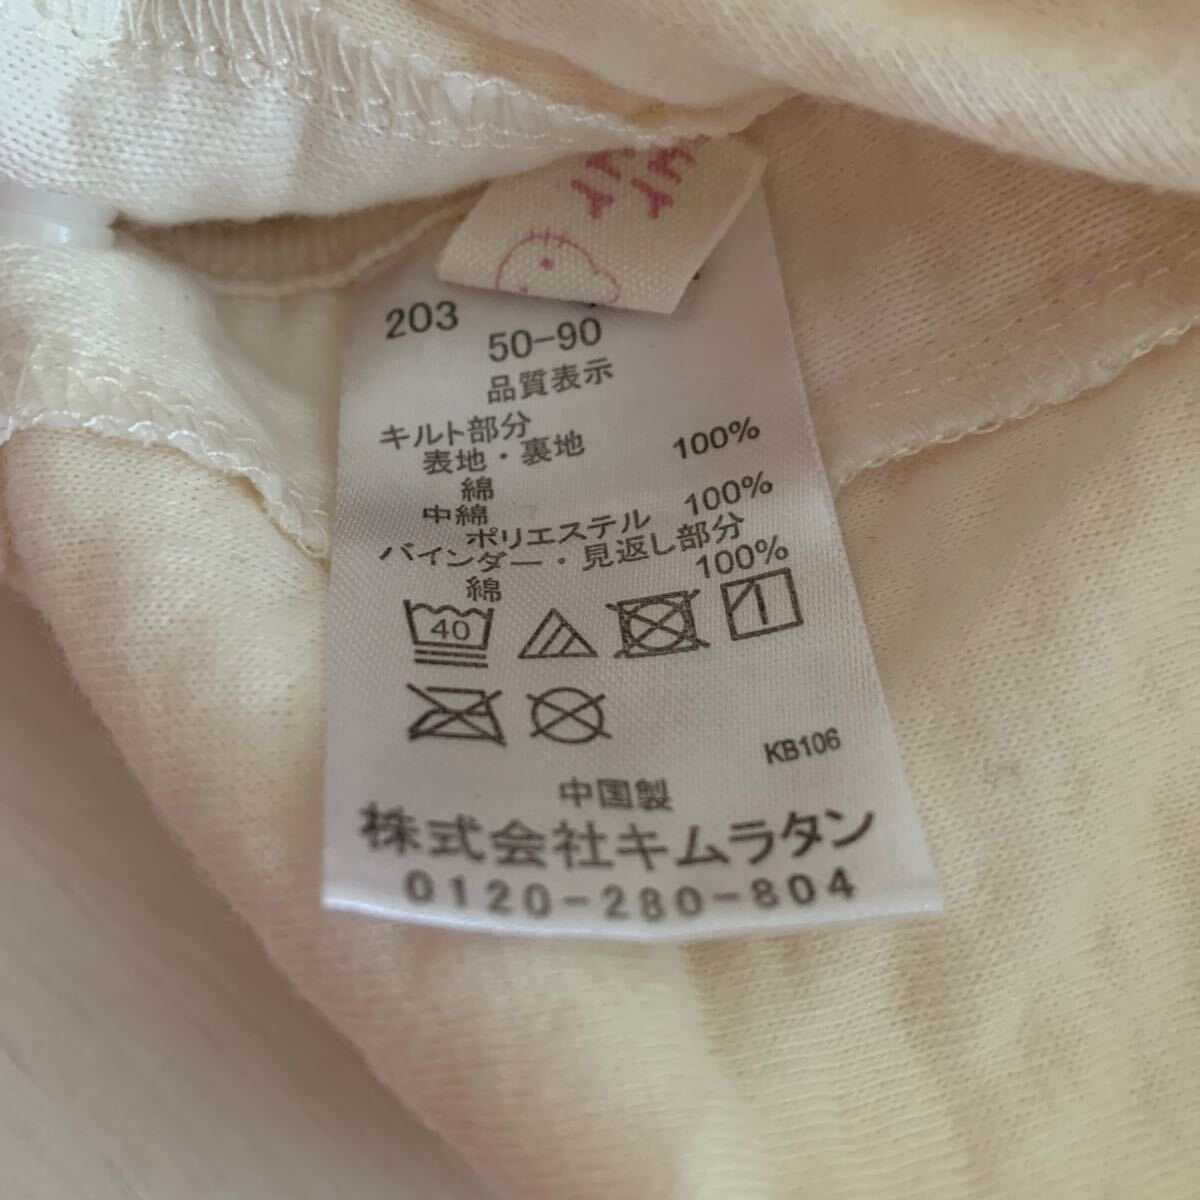 203
50-90
品質表示
キルト部分
表地・裏地
綿 100%
中綿
ポリエステル 100%
バインダー・見返し部分
綿 100%
40
KB106
中国製
株式会社キムラタン
0120-280-804